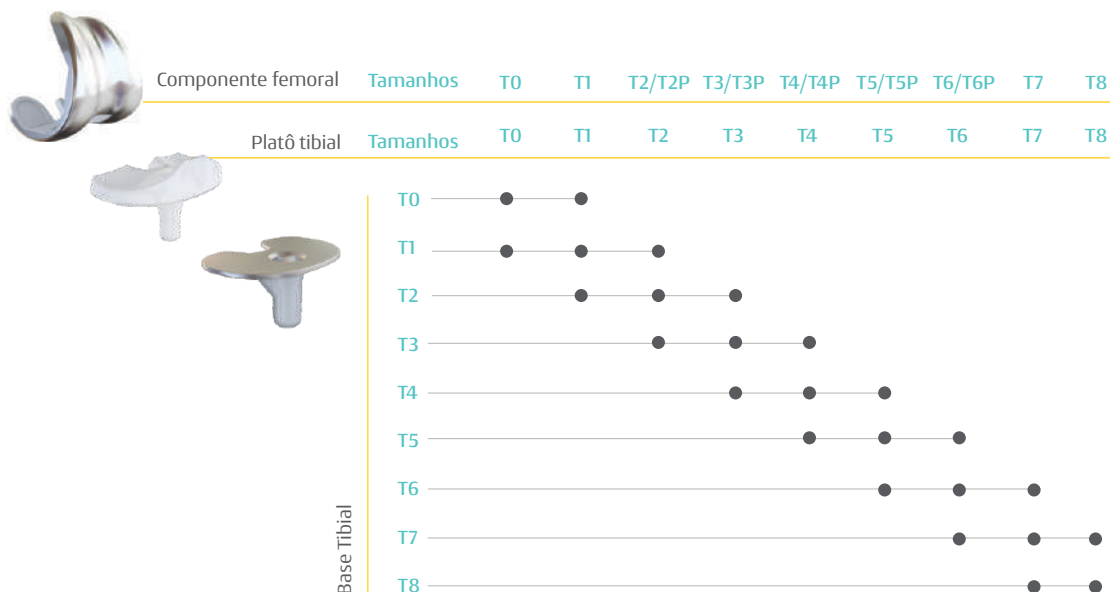 Componente femoral Tamanhos T0 T1 T2/T2P T3/T3P T4/T4P T5/T5P T6/T6P T7 T8
Platô tibial Tamanhos T0 T1 T2 T3 T4 T5 T6 T7 T8
T0
T1
T2
T3
T4
T5
T6
T7
T8
Base Tibial